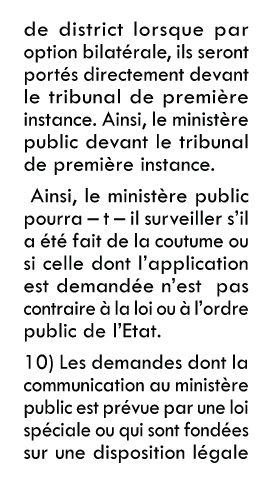 de district lorsque par
option bilatérale, ils seront
portés directement devant
le tribunal de première
instance. Ainsi, le ministère
public devant le tribunal
de première instance.
Ainsi, le ministère public
pourra – t – il surveiller s’il
a été fait de la coutume ou
si celle dont l’application
est demandée n’est pas
contraire à la loi ou à l’ordre
public de l’Etat.
10) Les demandes dont la
communication au ministère
public est prévue par une loi
spéciale ou qui sont fondées
sur une disposition légale